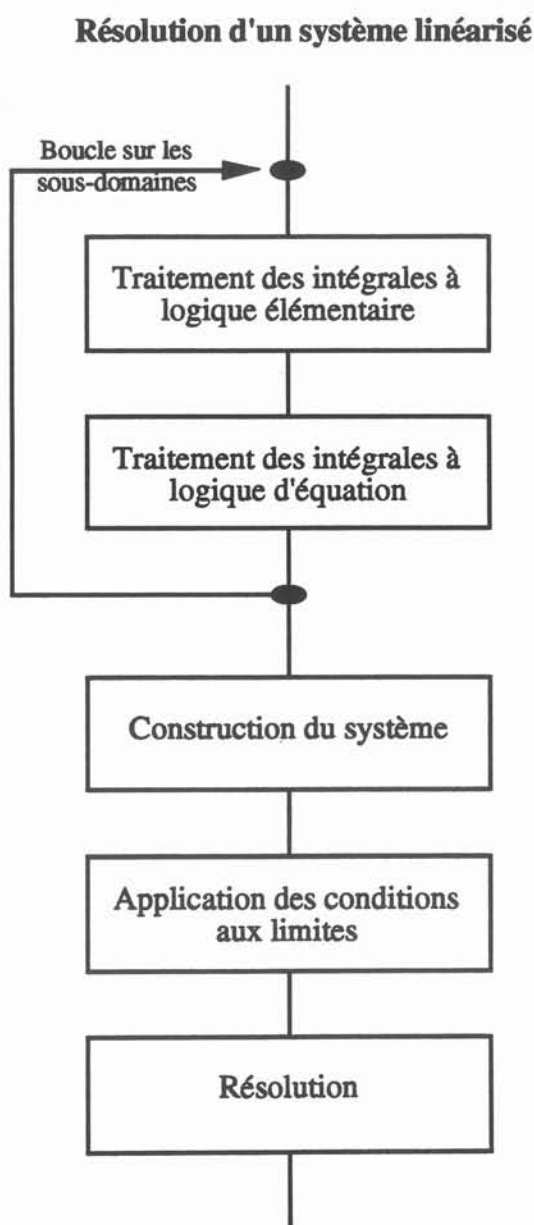 Résolution d'un système linéarisé
Boucle sur les
sous-domaines
Traitement des intégrales à
logique élémentaire
Traitement des intégrales à
logique d'équation
Construction du système
Application des conditions
aux limites
Résolution